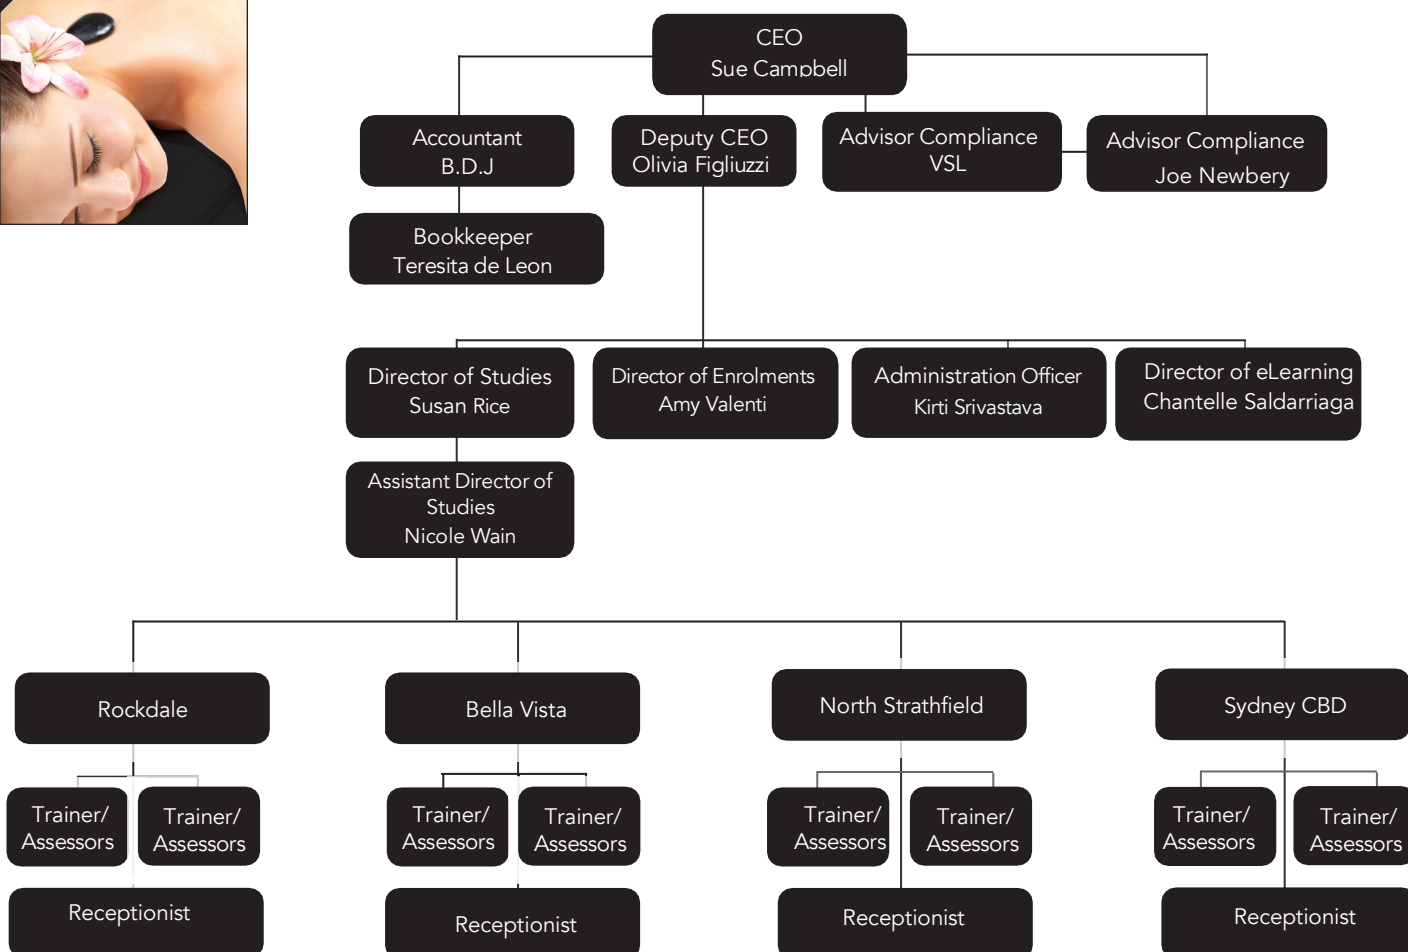 CEO
Sue Campbell
Accountant
B.D.J
Deputy CEO
Olivia Figliuzzi
Advisor Compliance
VSL
Advisor Compliance
Joe Newbery
Bookkeeper
Teresita de Leon
Director of Studies
Susan Rice
Director of Enrolments
Amy Valenti
Administration Officer
Kirti Srivastava
Director of eLearning
Chantelle Saldarriaga
Assistant Director of
Studies
Nicole Wain
Rockdale
Bella Vista
North Strathfield
Sydney CBD
Trainer/
Assessors
Trainer/
Assessors
Trainer/
Assessors
Trainer/
Assessors
Trainer/
Assessors
Trainer/
Assessors
Trainer/
Assessors
Trainer/
Assessors
Receptionist
Receptionist
Receptionist
Receptionist